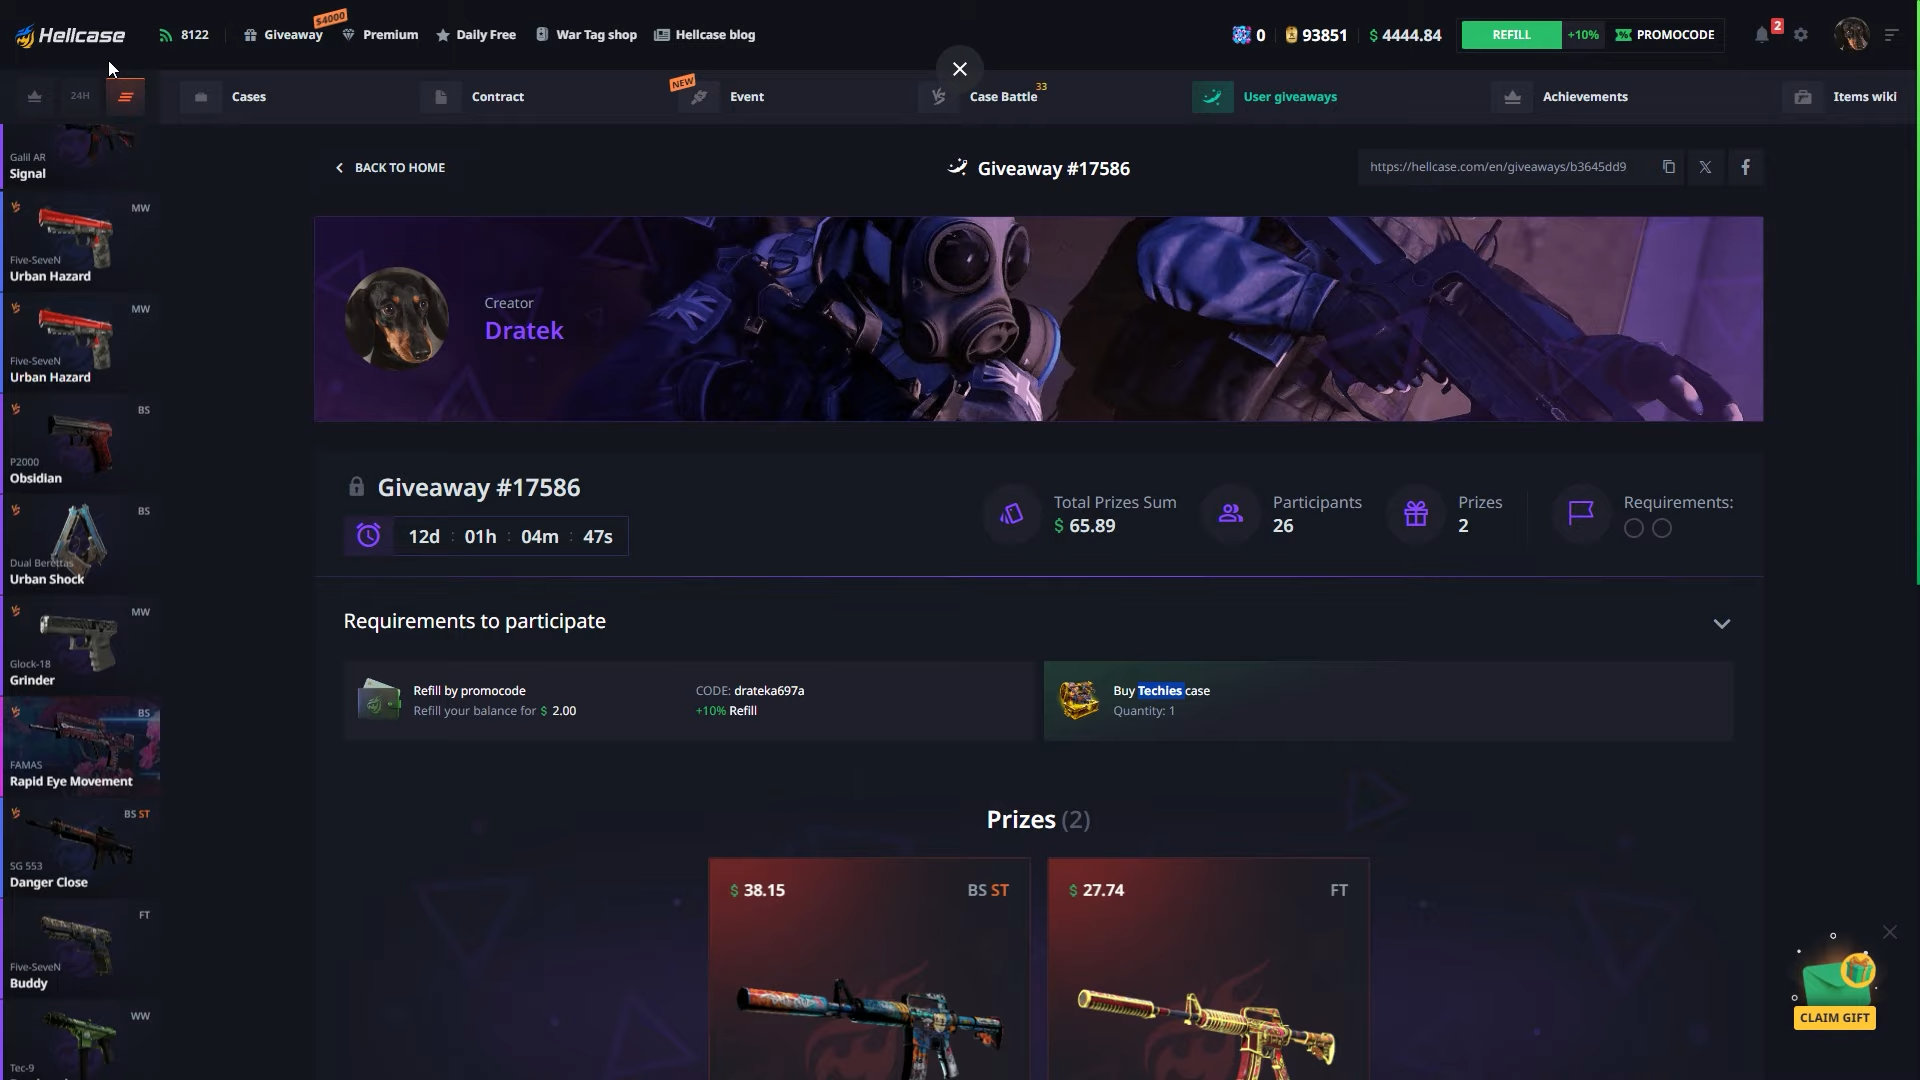 Hellcase
8122
Giveaway
$4000
Premium
Daily Free
War Tag shop
Hellcase blog
0
93851
$ 4444.84
REFILL
+10%
PROMOCODE
2
24H
Cases
Contract
NEW
Event
Case Battle
33
User giveaways
Achievements
Items wiki
Galil AR
Signal
MW
Five-SeveN
Urban Hazard
MW
Five-SeveN
Urban Hazard
BS
P2000
Obsidian
BS
Dual Berettas
Urban Shock
MW
Glock-18
Grinder
BS
FAMAS
Rapid Eye Movement
BS ST
SG 553
Danger Close
FT
Five-SeveN
Buddy
WW
Tec-9
BACK TO HOME
Giveaway #17586
https://hellcase.com/en/giveaways/b3645dd9
Creator
Dratek
Giveaway #17586
12d : 01h : 04m : 47s
Total Prizes Sum
$ 65.89
Participants
26
Prizes
2
Requirements:
Requirements to participate
Refill by promocode
Refill your balance for $ 2.00
CODE: drateka697a
+10% Refill
Buy Techies case
Quantity: 1
Prizes (2)
$ 38.15
BS ST
$ 27.74
FT
CLAIM GIFT